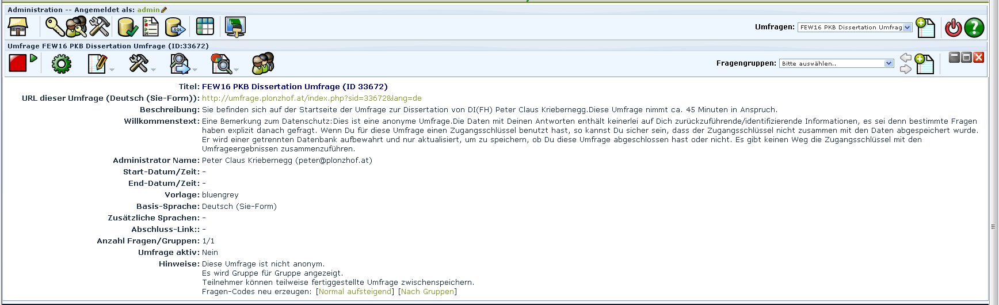 Administration -- Angemeldet als: admin
Umfragen: FEW16 PKB Dissertation Umfrag
SQL
Umfrage FEW16 PKB Dissertation Umfrage (ID:33672)
Fragengruppen: Bitte auswählen..
Titel: FEW16 PKB Dissertation Umfrage (ID 33672)
URL dieser Umfrage (Deutsch (Sie-Form)): http://umfrage.plonzhof.at/index.php?sid=33672&lang=de
Beschreibung: Sie befinden sich auf der Startseite der Umfrage zur Dissertation von DI(FH) Peter Claus Kriebernegg.Diese Umfrage nimmt ca. 45 Minuten in Anspruch.
Willkommenstext: Eine Bemerkung zum Datenschutz:Dies ist eine anonyme Umfrage.Die Daten mit Deinen Antworten enthält keinerlei auf Dich zurückzuführende/identifizierende Informationen, es sei denn bestimmte Fragen
haben explizit danach gefragt. Wenn Du für diese Umfrage einen Zugangsschlüssel benutzt hast, so kannst Du sicher sein, dass der Zugangsschlüssel nicht zusammen mit den Daten abgespeichert wurde.
Er wird einer getrennten Datenbank aufbewahrt und nur aktualisiert, um zu speichern, ob Du diese Umfrage abgeschlossen hast oder nicht. Es gibt keinen Weg die Zugangsschlüssel mit den
Umfrageergebnissen zusammenzuführen.
Administrator Name: Peter Claus Kriebernegg (peter@plonzhof.at)
Start-Datum/Zeit: -
End-Datum/Zeit: -
Vorlage: bluengrey
Basis-Sprache: Deutsch (Sie-Form)
Zusätzliche Sprachen: -
Abschluss-Link:: -
Anzahl Fragen/Gruppen: 1/1
Umfrage aktiv: Nein
Hinweise: Diese Umfrage ist nicht anonym.
Es wird Gruppe für Gruppe angezeigt.
Teilnehmer können teilweise fertiggestellte Umfrage zwischenspeichern.
Fragen-Codes neu erzeugen: [Normal aufsteigend] [Nach Gruppen]